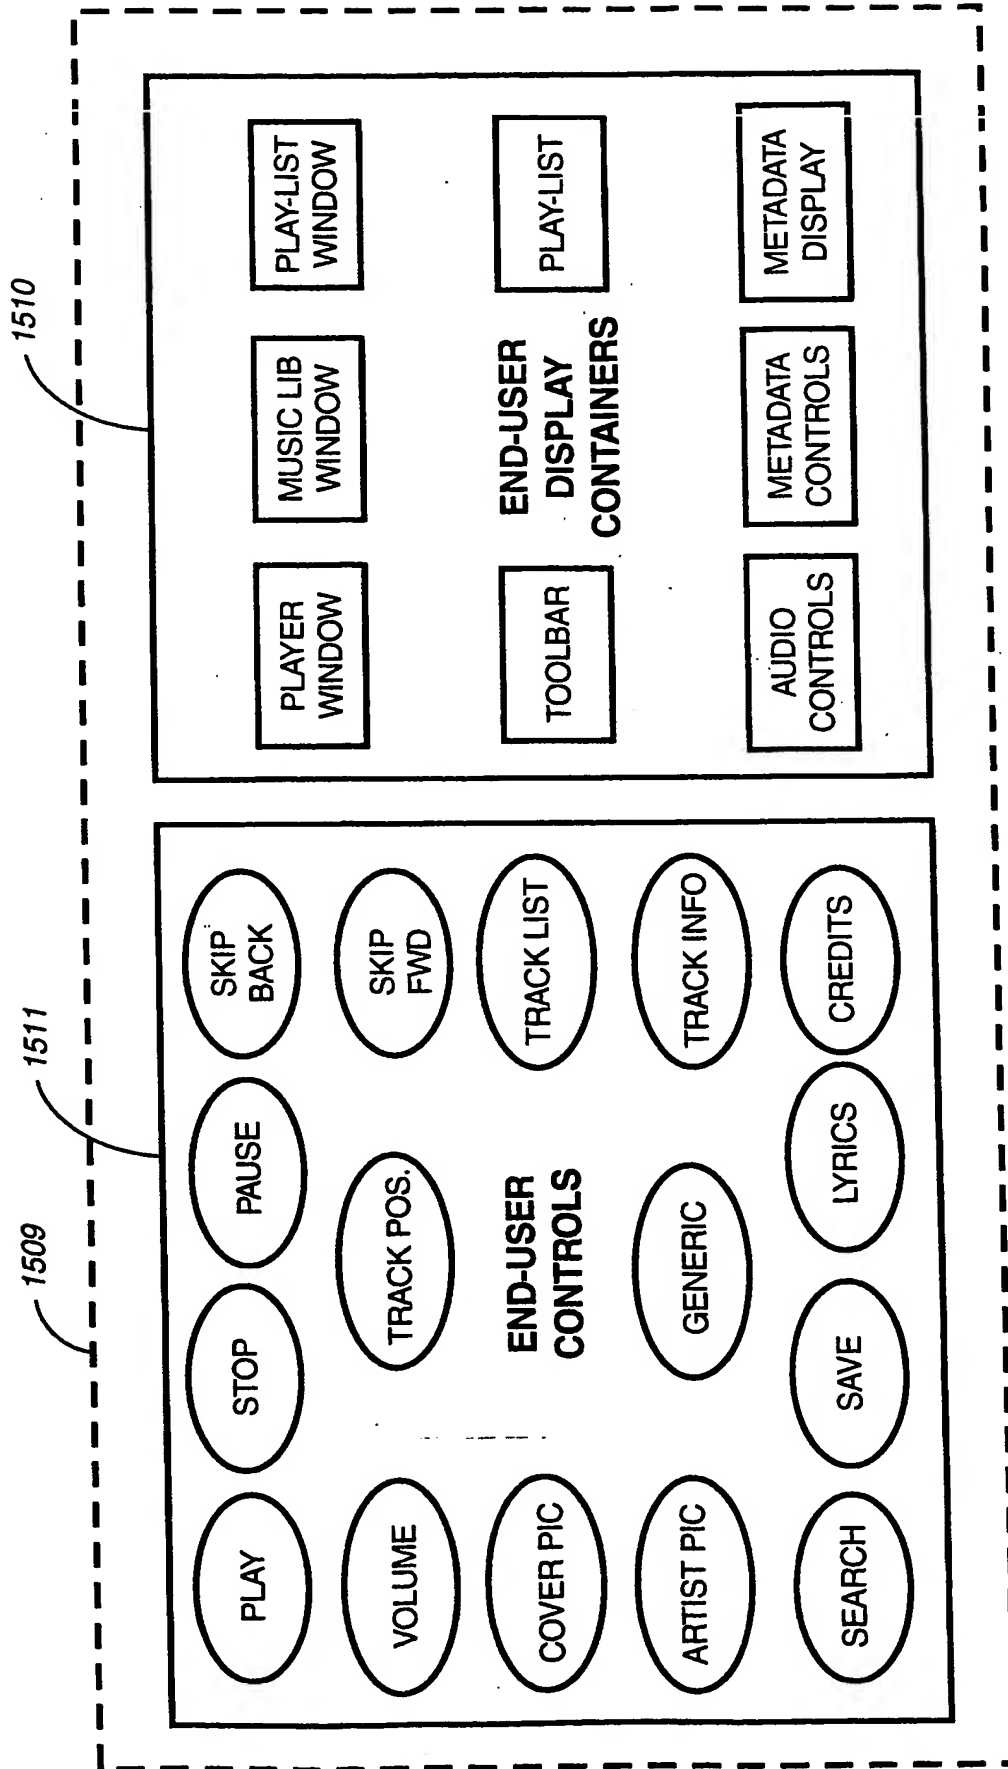 1509
1511
1510
PLAY
STOP
PAUSE
SKIP
BACK
VOLUME
TRACK POS.
SKIP
FWD
COVER PIC
END-USER
CONTROLS
TRACK LIST
ARTIST PIC
GENERIC
TRACK INFO
SEARCH
SAVE
LYRICS
CREDITS
PLAYER
WINDOW
MUSIC LIB
WINDOW
PLAY-LIST
WINDOW
TOOLBAR
END-USER
DISPLAY
CONTAINERS
PLAY-LIST
AUDIO
CONTROLS
METADATA
CONTROLS
METADATA
DISPLAY